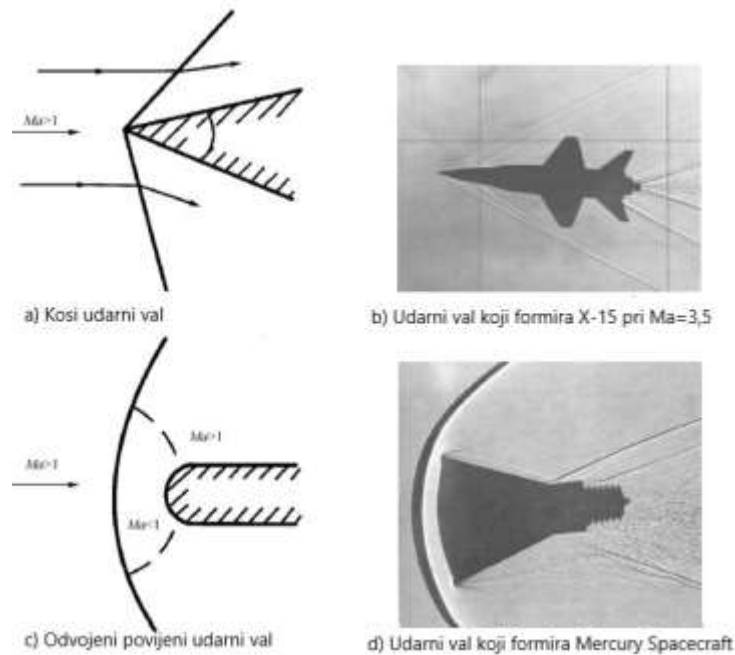 Ma>1
a) Kosi udarni val
b) Udarni val koji formira X-15 pri Ma=3,5
Ma>1
Ma>1
Ma<1
c) Odvojeni povijeni udarni val
d) Udarni val koji formira Mercury Spacecraft